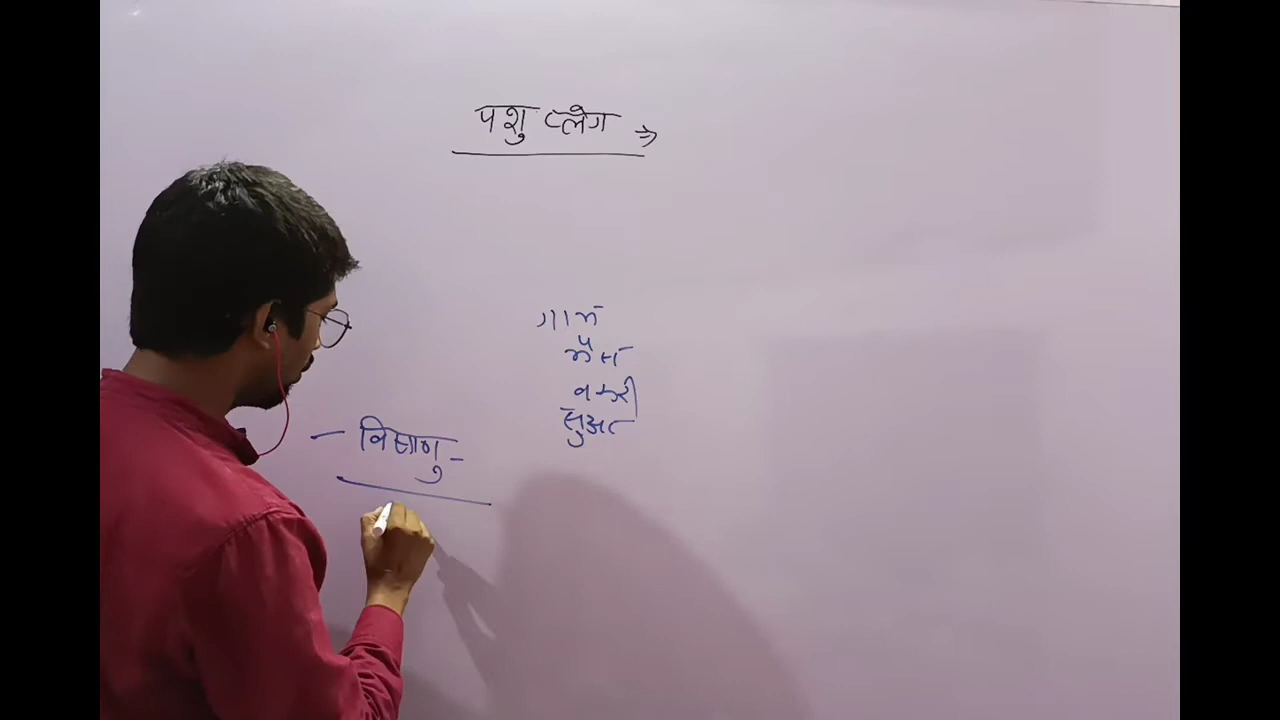 पशु प्लेग ⇒
गाय
भैंस
बकरी
सुअर
- विषाणु -